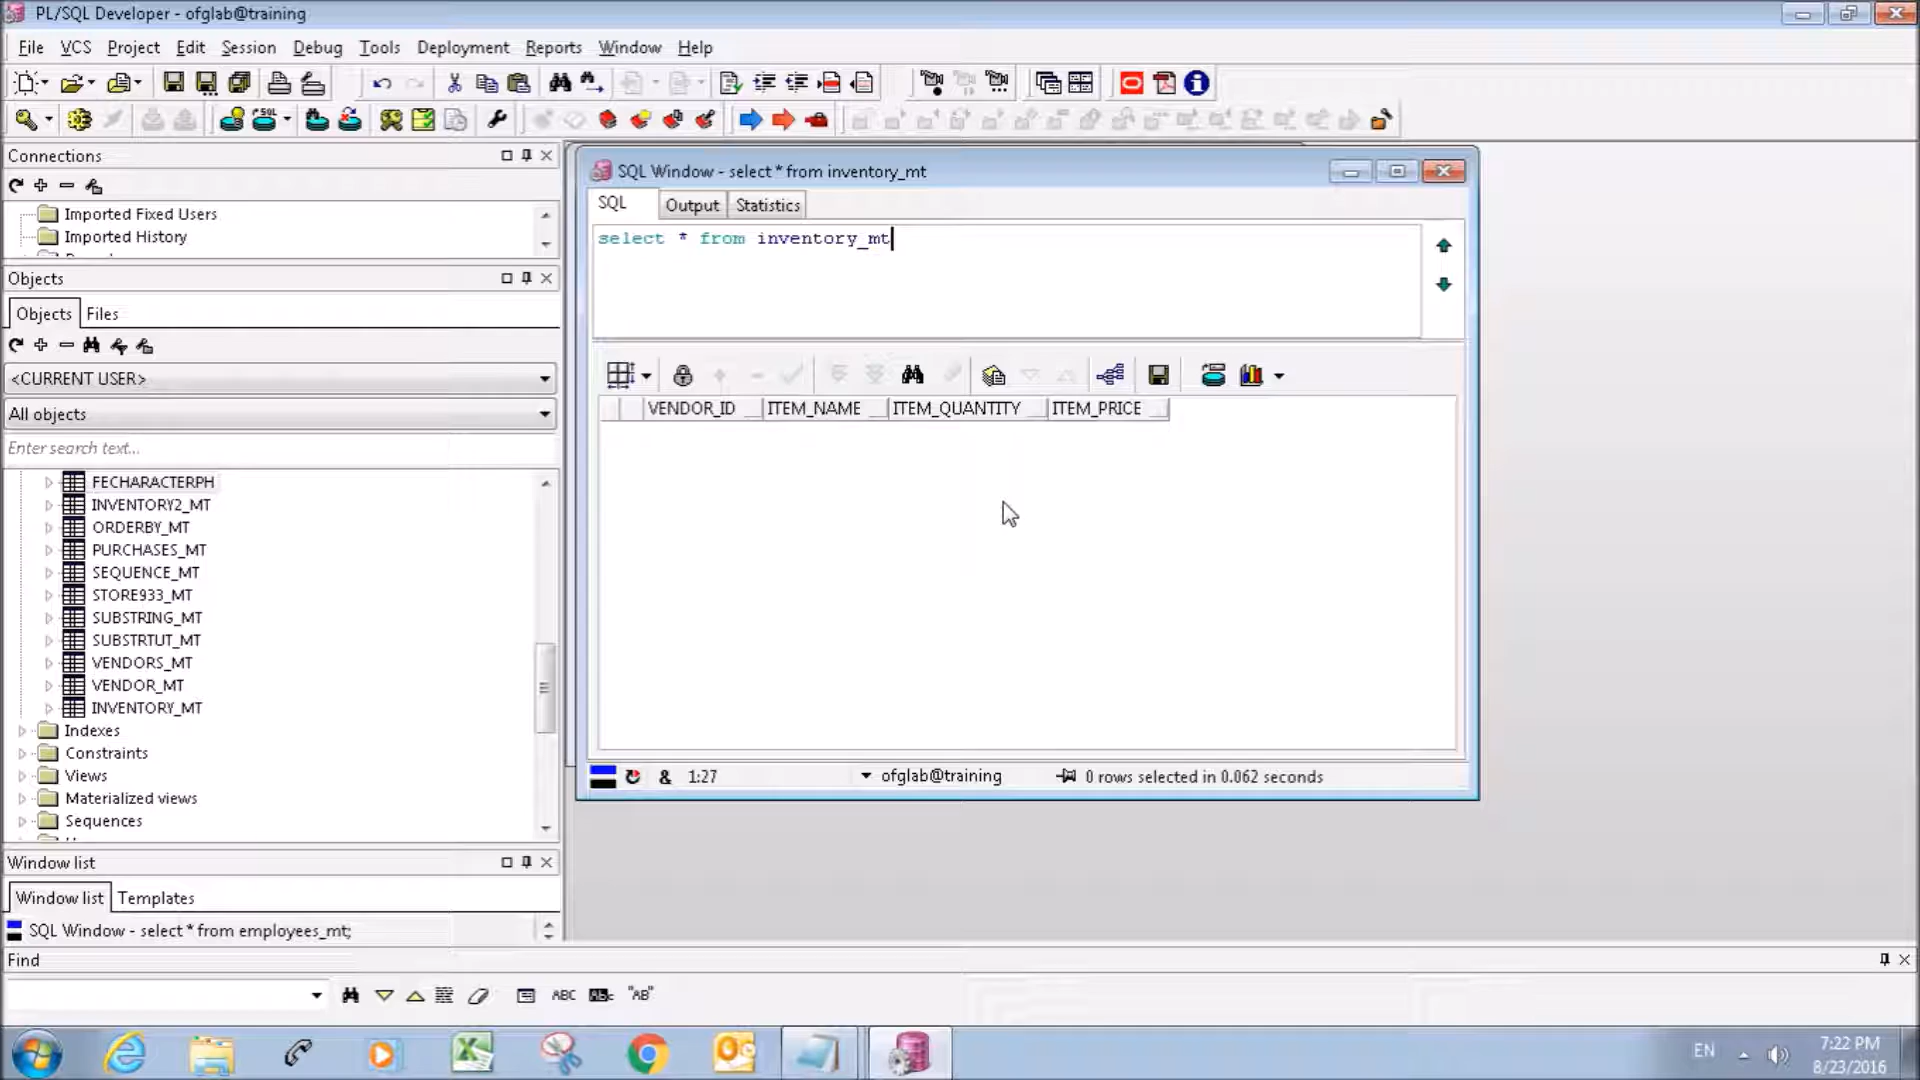 PL/SQL Developer - ofglab@training
File VCS Project Edit Session Debug Tools Deployment Reports Window Help
Connections
Imported Fixed Users
Imported History
Objects
Objects Files
<CURRENT USER>
All objects
Enter search text...
FECHARACTERPH
INVENTORY2_MT
ORDERBY_MT
PURCHASES_MT
SEQUENCE_MT
STORE933_MT
SUBSTRING_MT
SUBSTRTUT_MT
VENDORS_MT
VENDOR_MT
INVENTORY_MT
Indexes
Constraints
Views
Materialized views
Sequences
Window list
Window list Templates
SQL Window - select * from employees_mt;
SQL Window - select * from inventory_mt
SQL Output Statistics
select * from inventory_mt
VENDOR_ID ITEM_NAME ITEM_QUANTITY ITEM_PRICE
& 1:27 ofglab@training 0 rows selected in 0.062 seconds
Find
ABC "AB"
EN
7:22 PM
8/23/2016